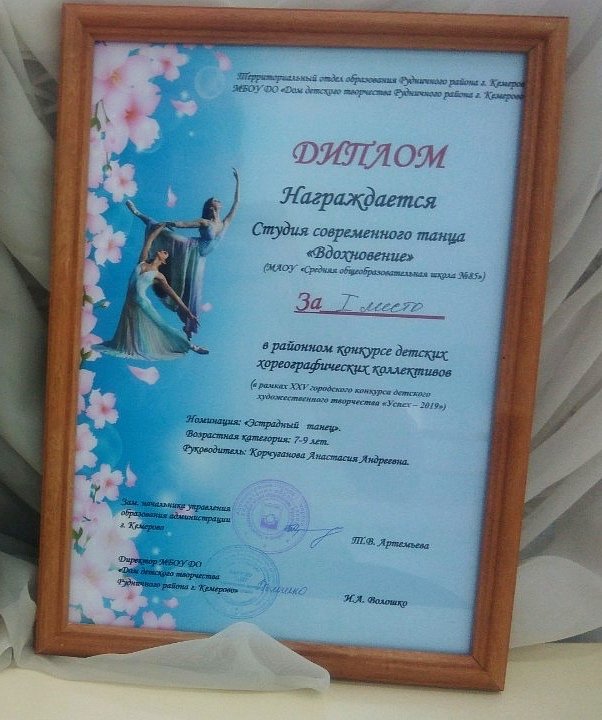 Территориальный отдел образования Рудничного района г. Кемеров
МБОУ ДО «Дом детского творчества Рудничного района г. Кемерово
ДИПЛОМ
Награждается
Студия современного танца
«Вдохновение»
(МАОУ «Средняя общеобразовательная школа №85»)
За I место
в районном конкурсе детских
хореографических коллективов
(в рамках XXV городского конкурса детского
художественного творчества «Успех – 2019»)
Номинация: «Эстрадный танец».
Возрастная категория: 7-9 лет.
Руководитель: Корчуганова Анастасия Андреевна.
Зам. начальника управления
образования администрации
г. Кемерово
Т.В. Артемьева
Директор МБОУ ДО
«Дом детского творчества
Рудничного района г. Кемерово»
И.А. Волошко